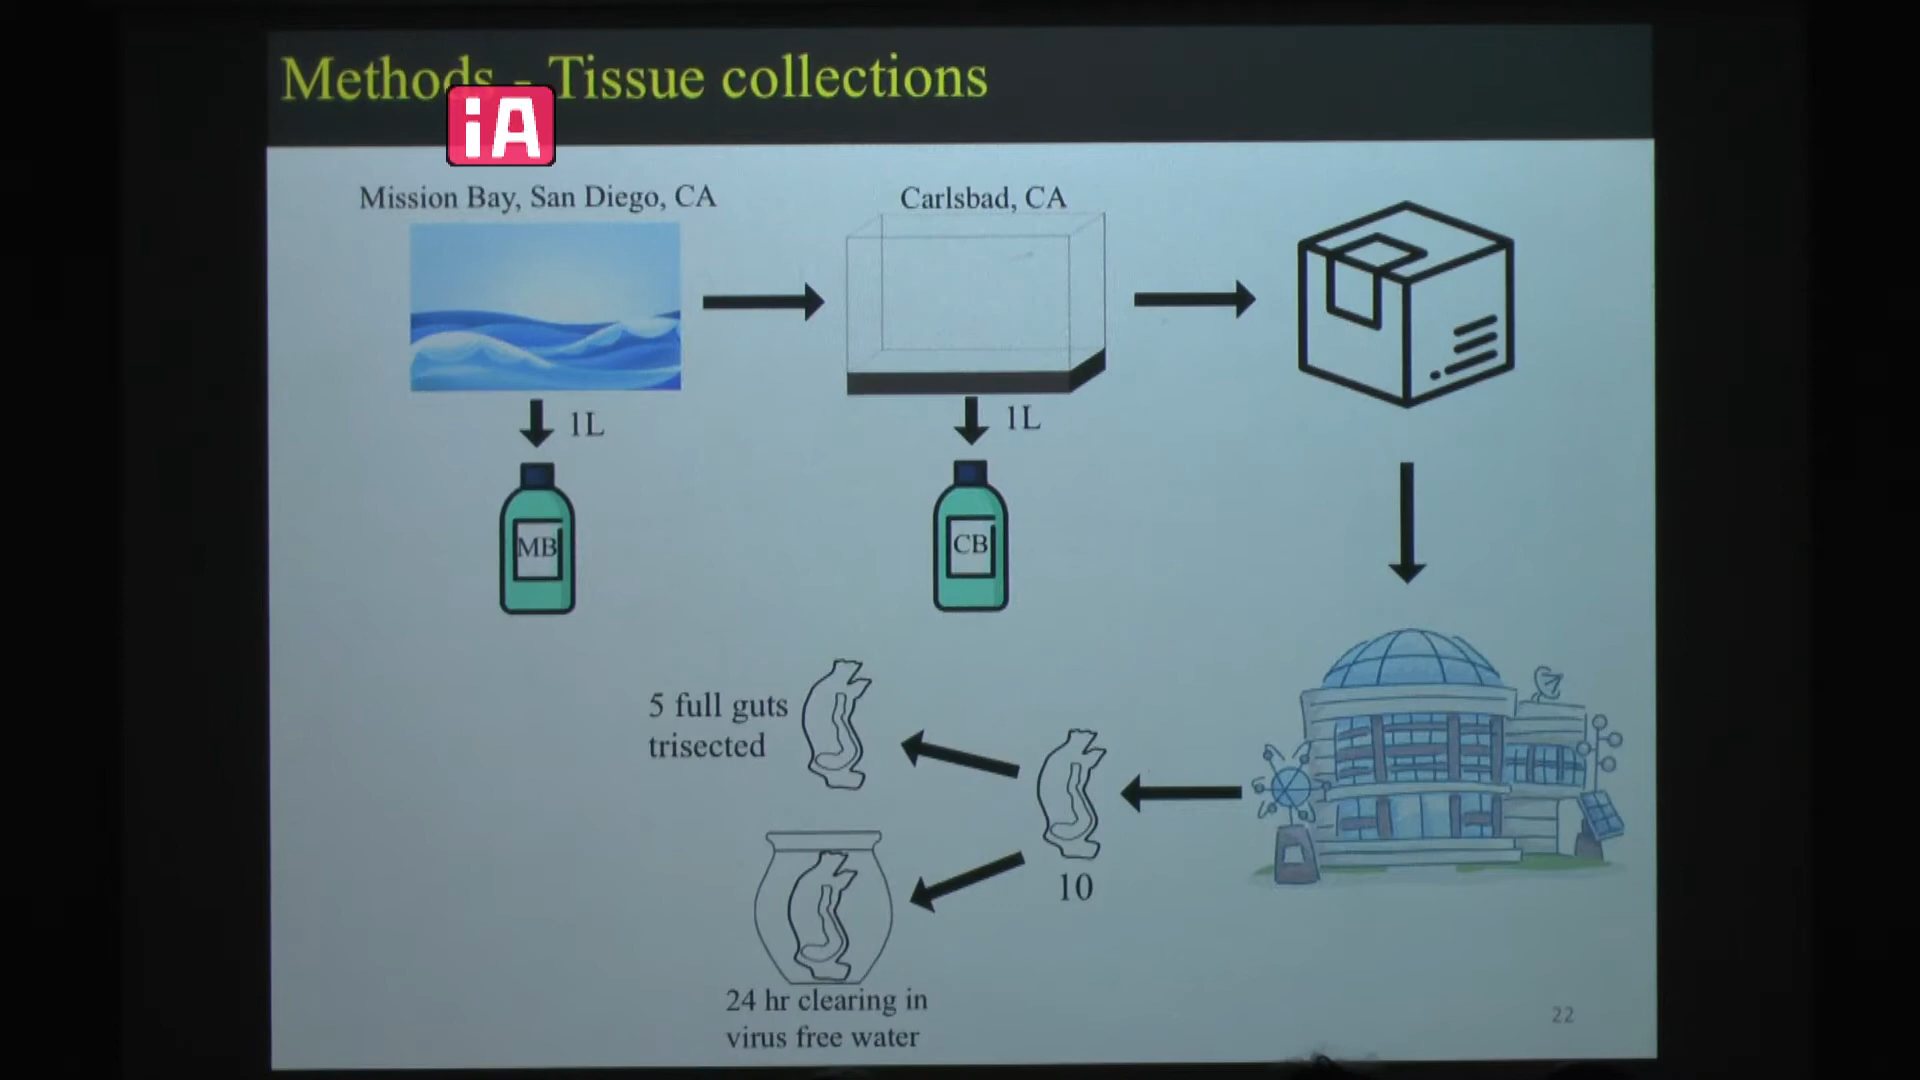 Methods - Tissue collections
iA
Mission Bay, San Diego, CA
Carlsbad, CA
1L
1L
MB
CB
5 full guts
trisected
10
24 hr clearing in
virus free water
22